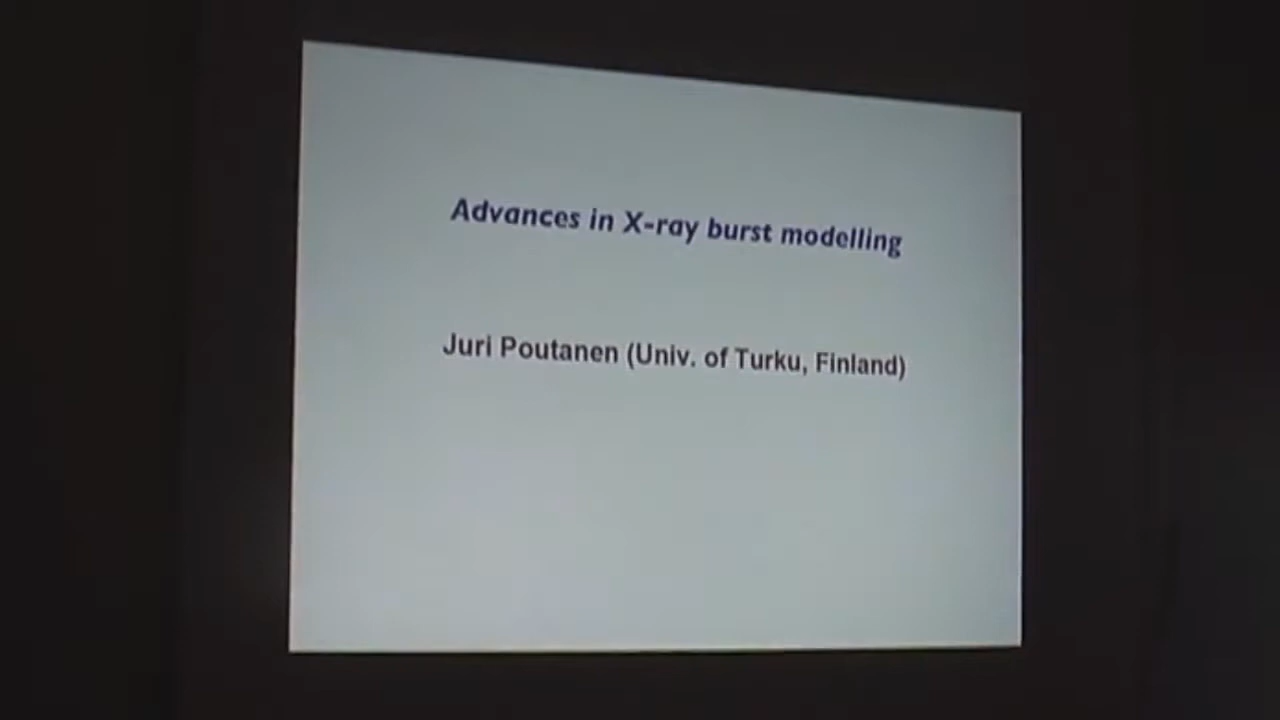 Advances in X-ray burst modelling
Juri Poutanen (Univ. of Turku, Finland)